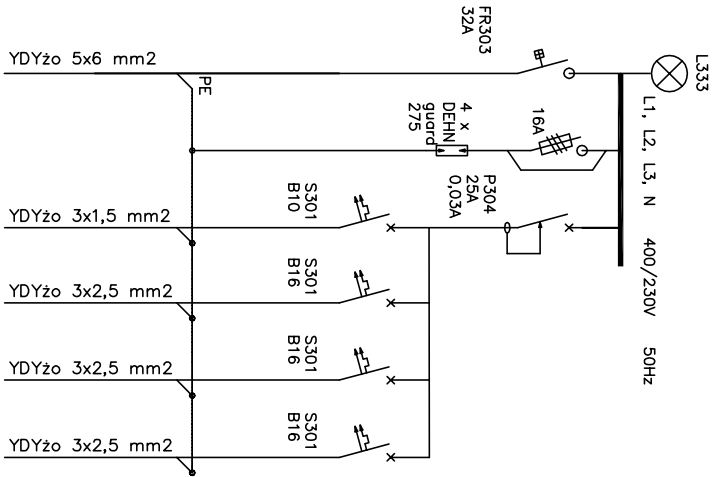 L333
L1, L2, L3, N 400/230V 50Hz
FR303
32A
YDYżo 5x6 mm2
PE
16A
4 x
DEHN
guard
275
P304
25A
0,03A
YDYżo 3x1,5 mm2
S301
B10
YDYżo 3x2,5 mm2
S301
B16
YDYżo 3x2,5 mm2
S301
B16
YDYżo 3x2,5 mm2
S301
B16